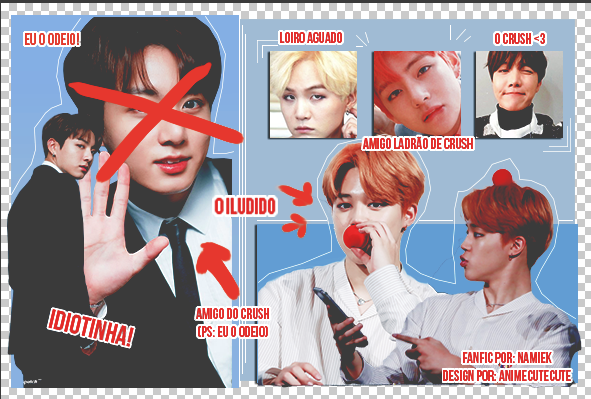 EU O ODEIO!
LOIRO AGUADO
O CRUSH <3
AMIGO LADRÃO DE CRUSH
O ILUDIDO
AMIGO DO CRUSH
(PS: EU O ODEIO)
IDIOTINHA!
FANFIC POR: NAMIEK
DESIGN POR: ANIMECUTECUTE